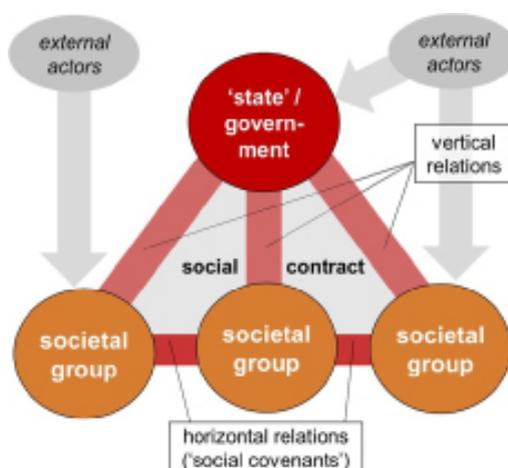 external
actors
external
actors
'state' /
govern-
ment
vertical
relations
social contract
societal
group
societal
group
societal
group
horizontal relations
('social covenants')